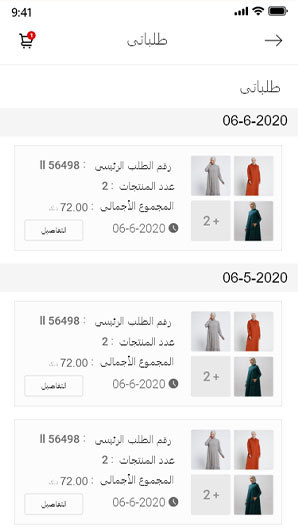 9:41
طلباتى
1
طلباتى
06-6-2020
رقم الطلب الرئيسى : 56498 ll
عدد المنتجات : 2
المجموع الأجمالى : 72.00 د.ك
06-6-2020
التفاصيل
2 +
06-5-2020
رقم الطلب الرئيسى : 56498 ll
عدد المنتجات : 2
المجموع الأجمالى : 72.00 د.ك
06-6-2020
التفاصيل
2 +
رقم الطلب الرئيسى : 56498 ll
عدد المنتجات : 2
المجموع الأجمالى : 72.00 د.ك
06-6-2020
التفاصيل
2 +